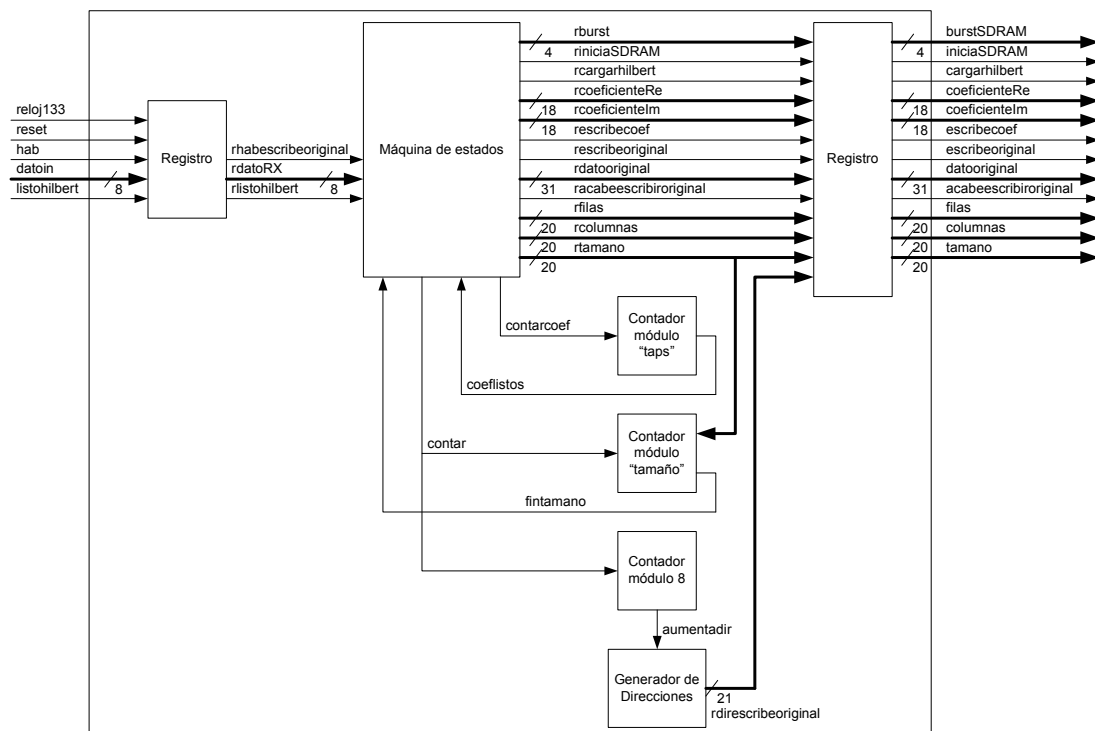 reloj133
reset
hab
datoin
8
listohilbert
Registro
rhabescribeoriginal
rdatoRX
8
rlistohilbert
Máquina de estados
rburst
4
riniciaSDRAM
rcargarhilbert
rcoeficienteRe
18
rcoeficienteIm
18
rescribecoef
rescribeoriginal
rdatooriginal
31
racabeescribiroriginal
rfilas
20
rcolumnas
20
rtamano
20
Registro
burstSDRAM
4
iniciaSDRAM
cargarhilbert
coeficienteRe
18
coeficienteIm
18
escribecoef
escribeoriginal
datooriginal
31
acabeescribiroriginal
filas
20
columnas
20
tamano
20
contarcoef
Contador
módulo
“taps”
coeflistos
contar
Contador
módulo
“tamaño”
fintamano
Contador
módulo 8
aumentadir
Generador de
Direcciones
21
rdirescribeoriginal